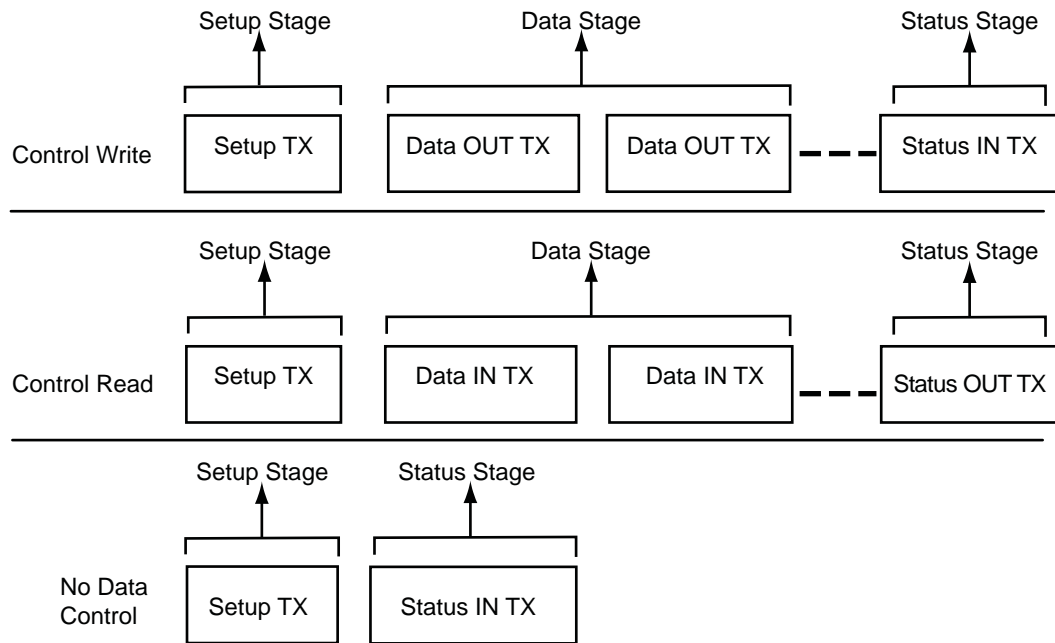 Setup Stage Data Stage Status Stage
Control Write Setup TX Data OUT TX Data OUT TX Status IN TX
Setup Stage Data Stage Status Stage
Control Read Setup TX Data IN TX Data IN TX Status OUT TX
Setup Stage Status Stage
No Data
Control Setup TX Status IN TX